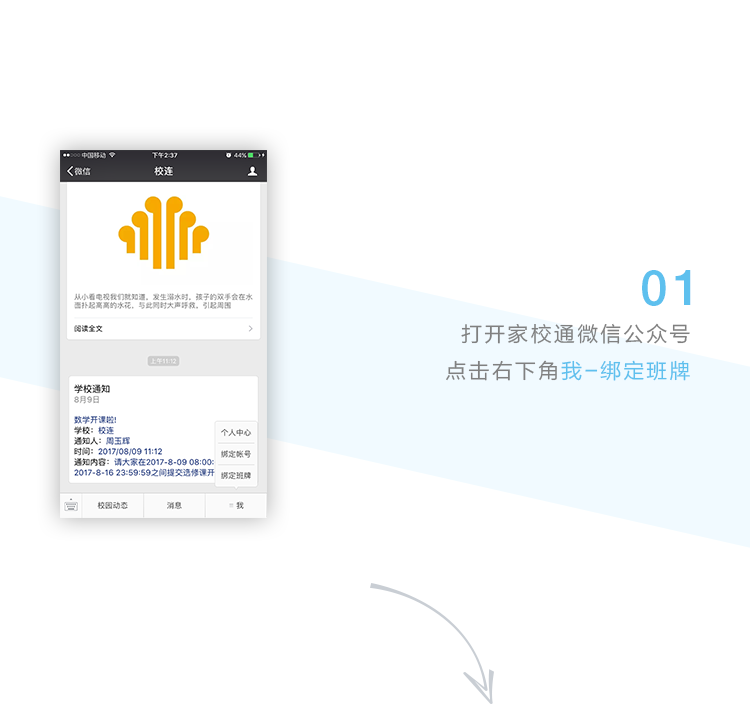 中国移动 下午2:37 44%
微信 校连
从小看电视我们就知道，发生溺水时，孩子的双手会在水
面扑起高高的水花，与此同时大声呼救，引起周围
阅读全文
上午11:12
学校通知
8月9日
数学开课啦!
学校：校连
通知人：周玉辉
时间：2017/08/09 11:12
通知内容：请大家在2017-8-09 08:00:
2017-8-16 23:59:59之间提交选修课开
个人中心
绑定帐号
绑定班牌
校园动态 消息 我
01
打开家校通微信公众号
点击右下角我-绑定班牌